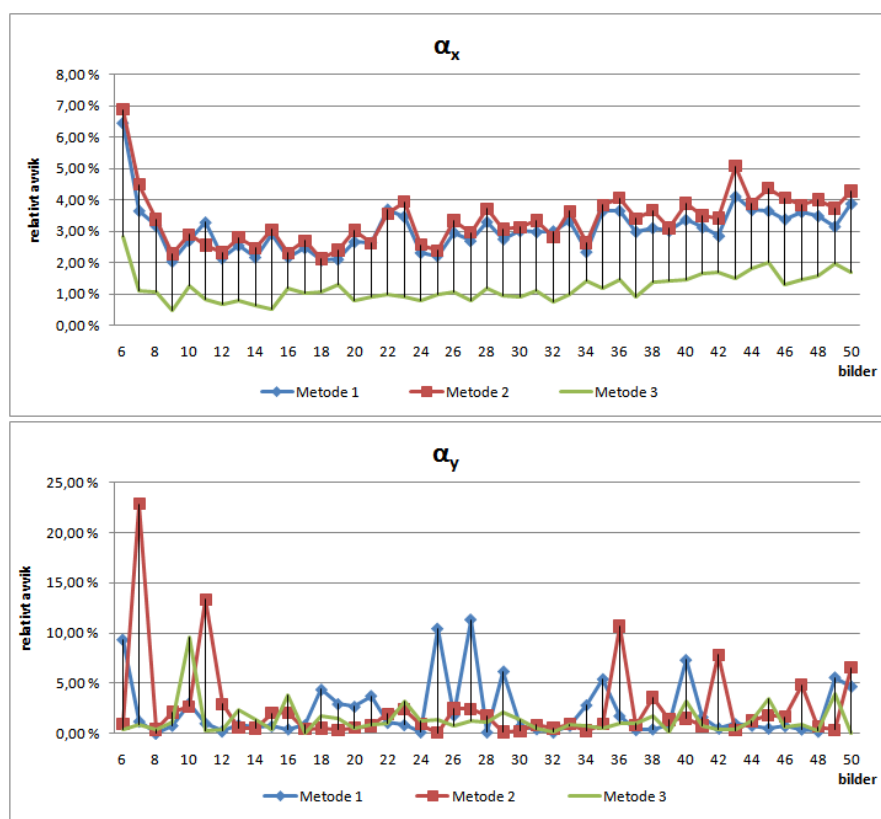 αx
8,00 %
7,00 %
6,00 %
5,00 %
4,00 %
3,00 %
2,00 %
1,00 %
0,00 %
relativt avvik
6 8 10 12 14 16 18 20 22 24 26 28 30 32 34 36 38 40 42 44 46 48 50
bilder
Metode 1 Metode 2 Metode 3
αy
25,00 %
20,00 %
15,00 %
10,00 %
5,00 %
0,00 %
relativt avvik
6 8 10 12 14 16 18 20 22 24 26 28 30 32 34 36 38 40 42 44 46 48 50
bilder
Metode 1 Metode 2 Metode 3